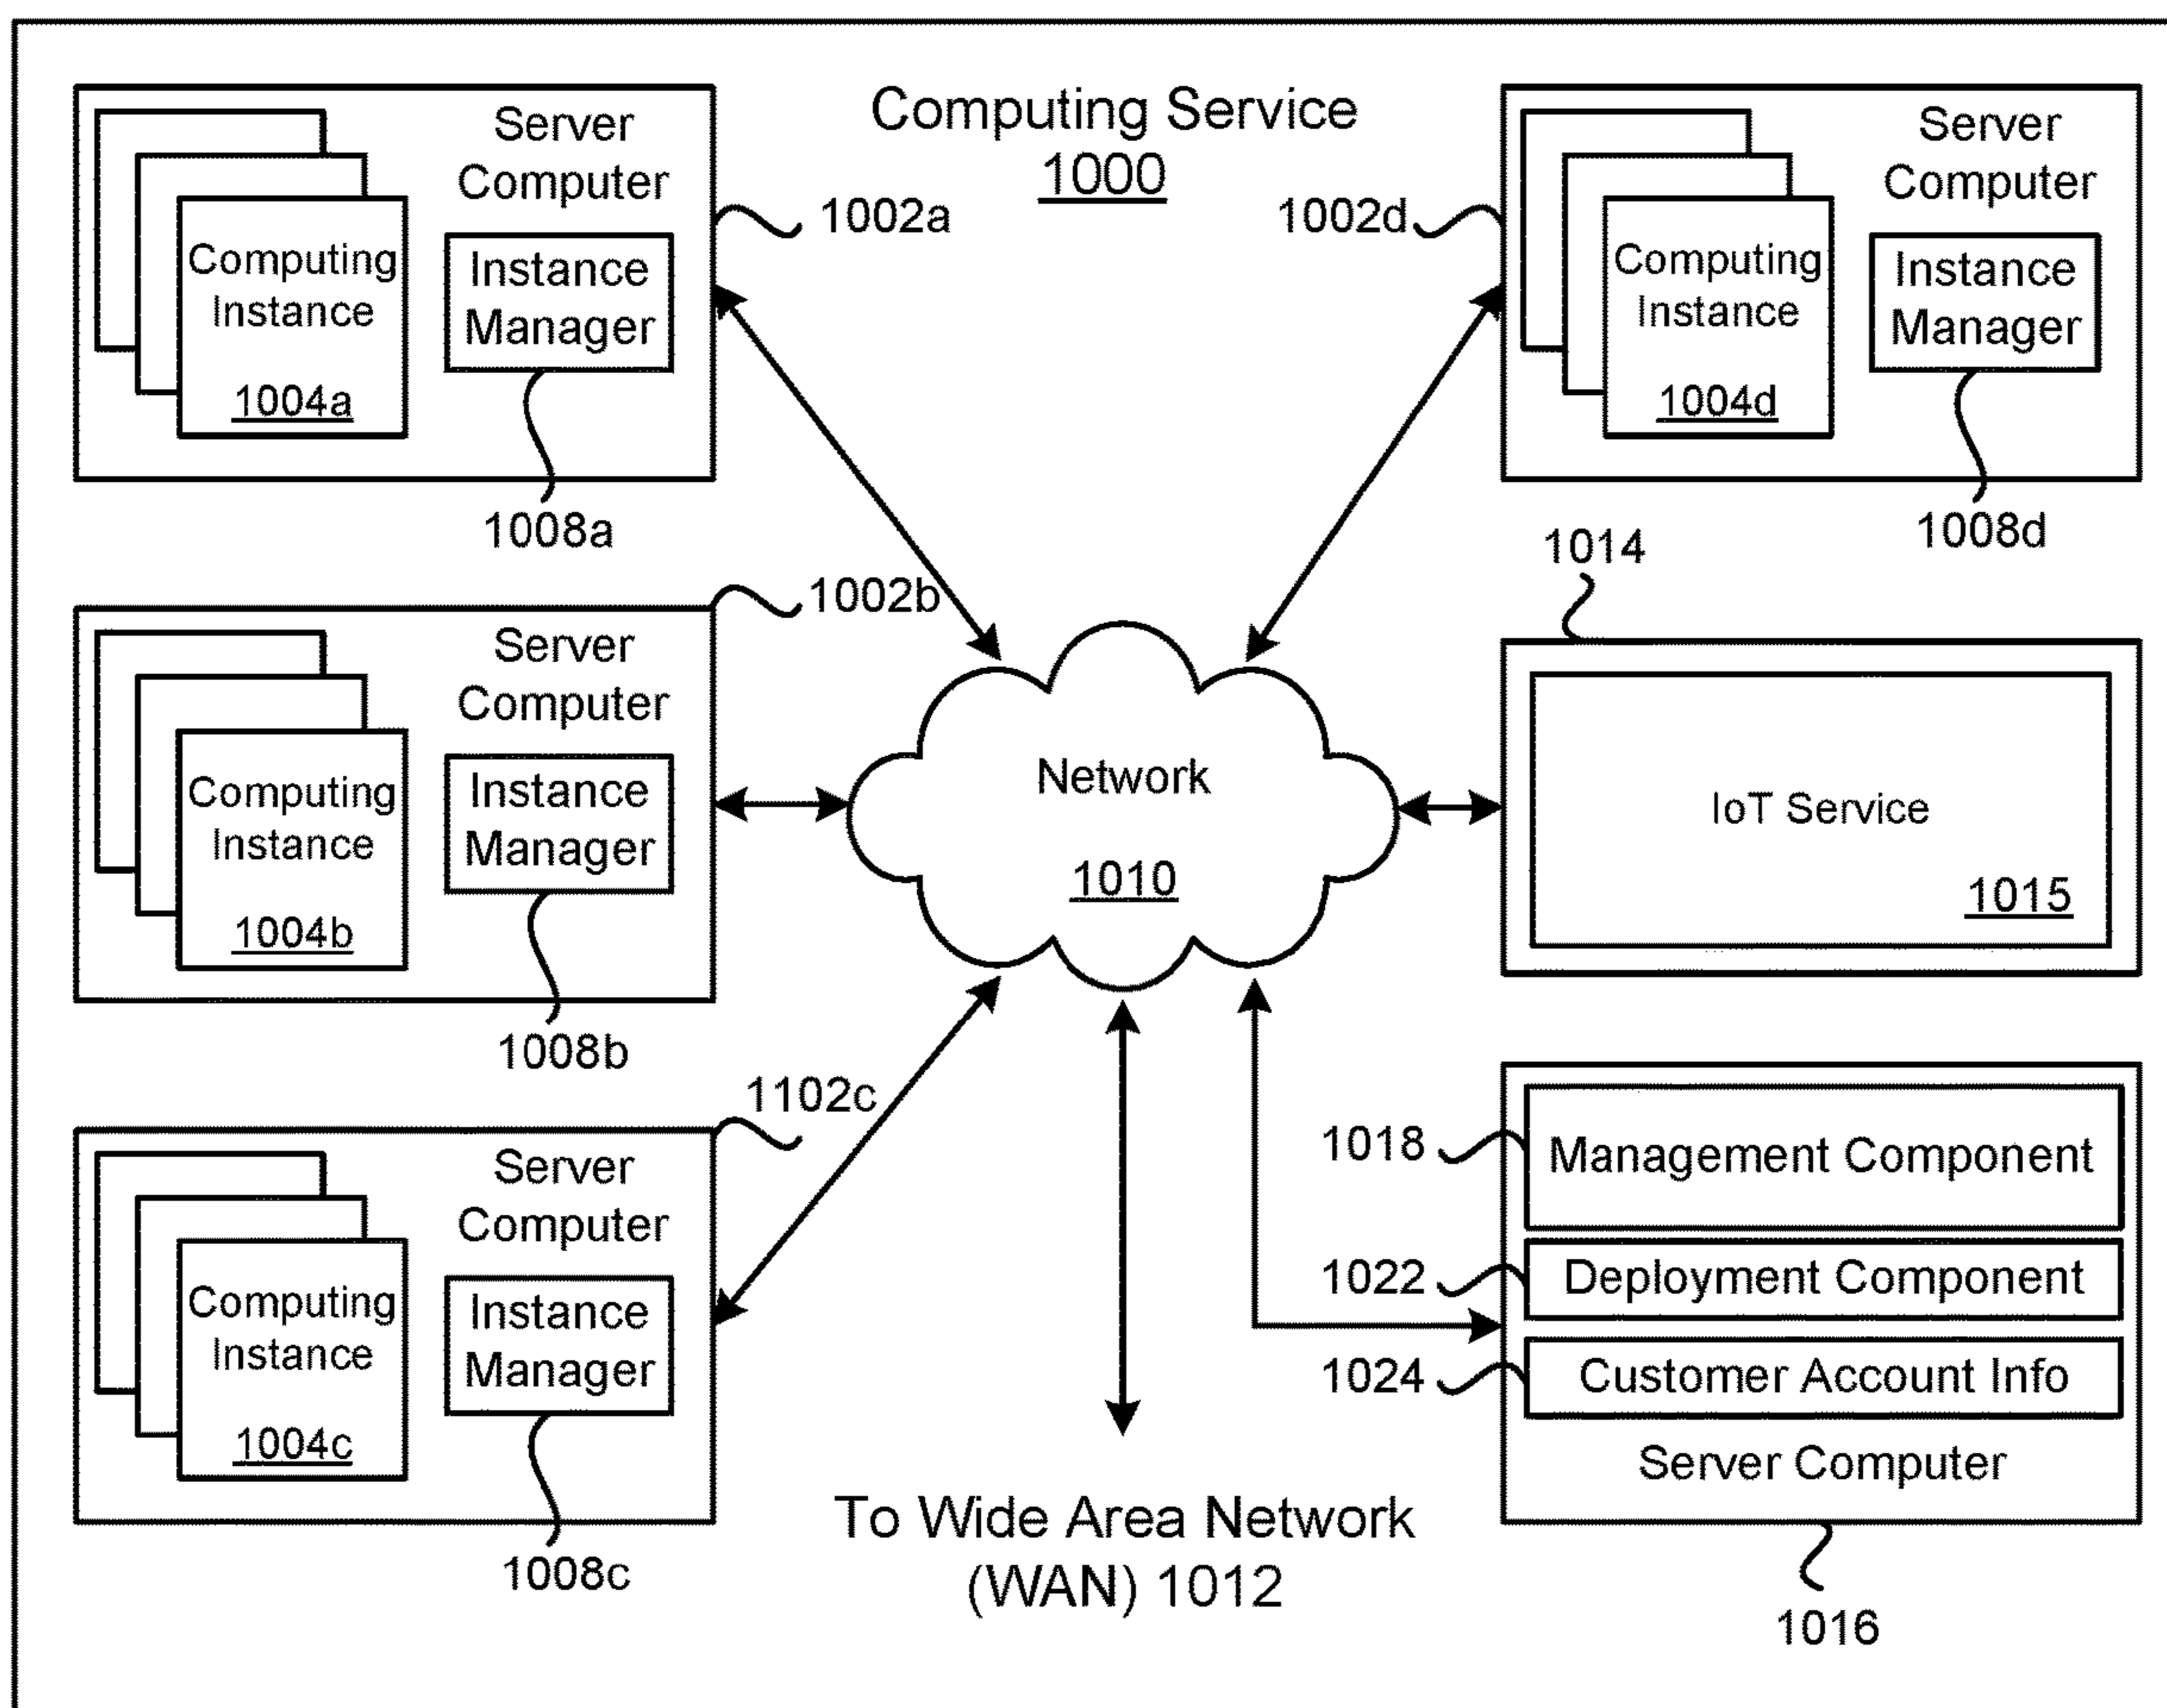 Computing Service
1000
Server
Computer
1002a
Computing
Instance
1004a
Instance
Manager
1008a
Server
Computer
1002d
Computing
Instance
1004d
Instance
Manager
1008d
Server
Computer
1002b
Computing
Instance
1004b
Instance
Manager
1008b
Network
1010
1014
IoT Service
1015
Server
Computer
1102c
Computing
Instance
1004c
Instance
Manager
1008c
To Wide Area Network
(WAN) 1012
1018
Management Component
1022
Deployment Component
1024
Customer Account Info
Server Computer
1016